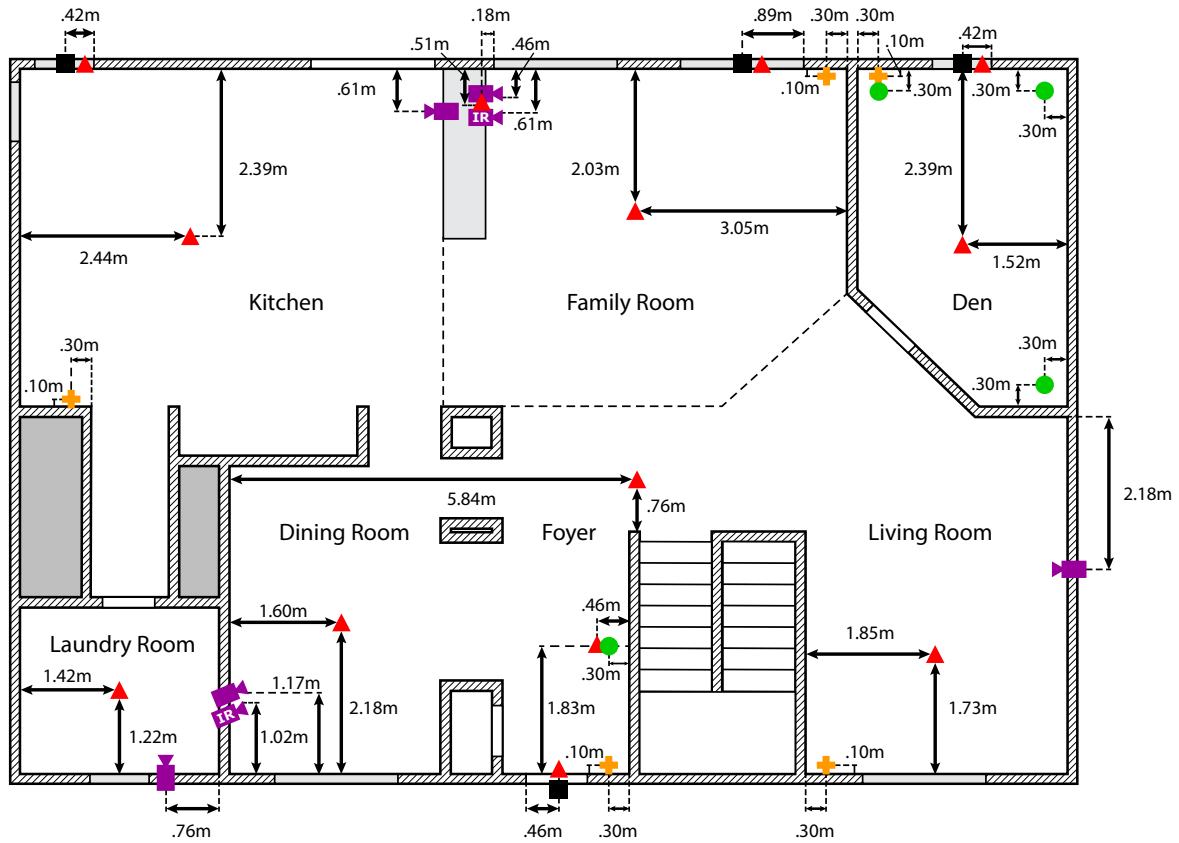 .42m
.18m
.89m
.30m
.30m
.51m
.46m
.10m
.42m
.61m
.10m
.30m
.30m
IR
.61m
.30m
2.39m
2.03m
2.39m
3.05m
2.44m
1.52m
Kitchen
Family Room
Den
.30m
.30m
.10m
.30m
5.84m
2.18m
.76m
Dining Room
Foyer
Living Room
1.60m
.46m
Laundry Room
1.85m
.30m
1.42m
1.17m
2.18m
1.83m
1.73m
IR
1.22m
1.02m
.10m
.10m
.76m
.46m
.30m
.30m